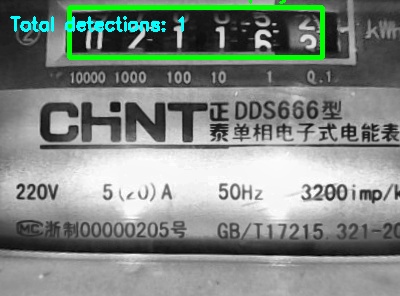 Total detections: 1
0 2 1 1 6 3 kWh
10000 1000 100 10 1 0.1
CHNT 正泰 DDS666型
单相电子式电能表
220V 5(20)A 50Hz 3200imp/k
MC 浙制00000205号 GB/T17215.321-20